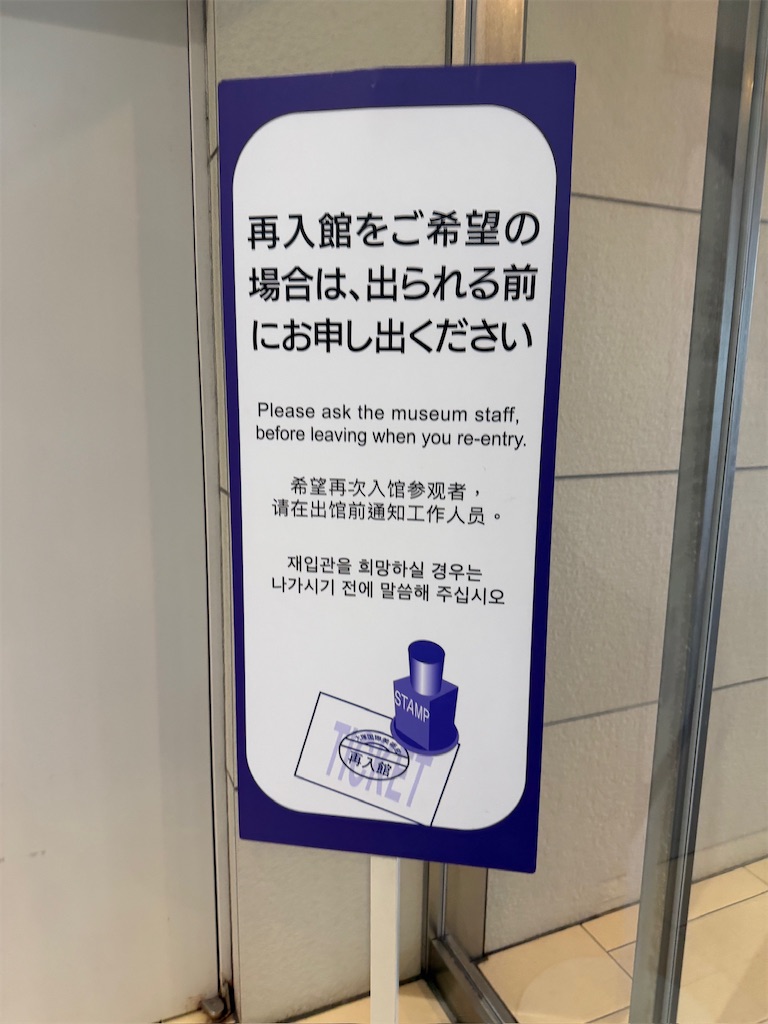 再入館をご希望の
場合は、出られる前
にお申し出ください
Please ask the museum staff,
before leaving when you re-entry.
希望再次入馆参观者，
请在出馆前通知工作人员。
재입관을 희망하실 경우는
나가시기 전에 말씀해 주십시오
STAMP
TICKET
再入館